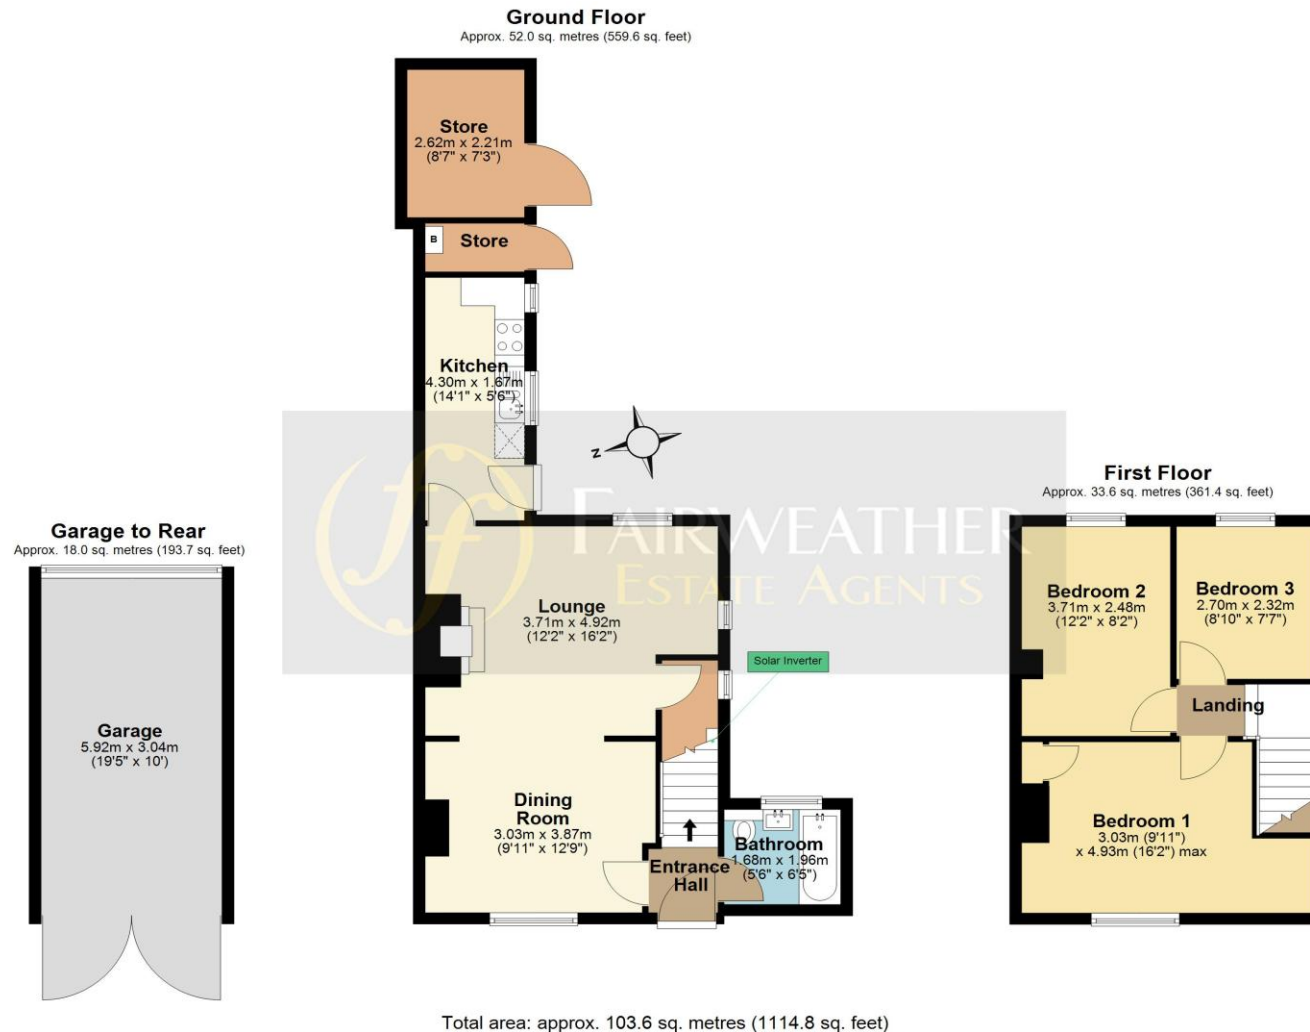 Ground Floor
Approx. 52.0 sq. metres (559.6 sq. feet)
Store
2.62m x 2.21m
(8'7" x 7'3")
B
Store
Kitchen
4.30m x 1.67m
(14'1" x 5'6")
N
FAIRWEATHER
ESTATE AGENTS
Lounge
3.71m x 4.92m
(12'2" x 16'2")
Solar Inverter
Dining
Room
3.03m x 3.87m
(9'11" x 12'9")
Entrance
Hall
Bathroom
1.68m x 1.96m
(5'6" x 6'5")
Garage to Rear
Approx. 18.0 sq. metres (193.7 sq. feet)
Garage
5.92m x 3.04m
(19'5" x 10')
First Floor
Approx. 33.6 sq. metres (361.4 sq. feet)
Bedroom 2
3.71m x 2.48m
(12'2" x 8'2")
Bedroom 3
2.70m x 2.32m
(8'10" x 7'7")
Landing
Bedroom 1
3.03m (9'11")
x 4.93m (16'2") max
Total area: approx. 103.6 sq. metres (1114.8 sq. feet)